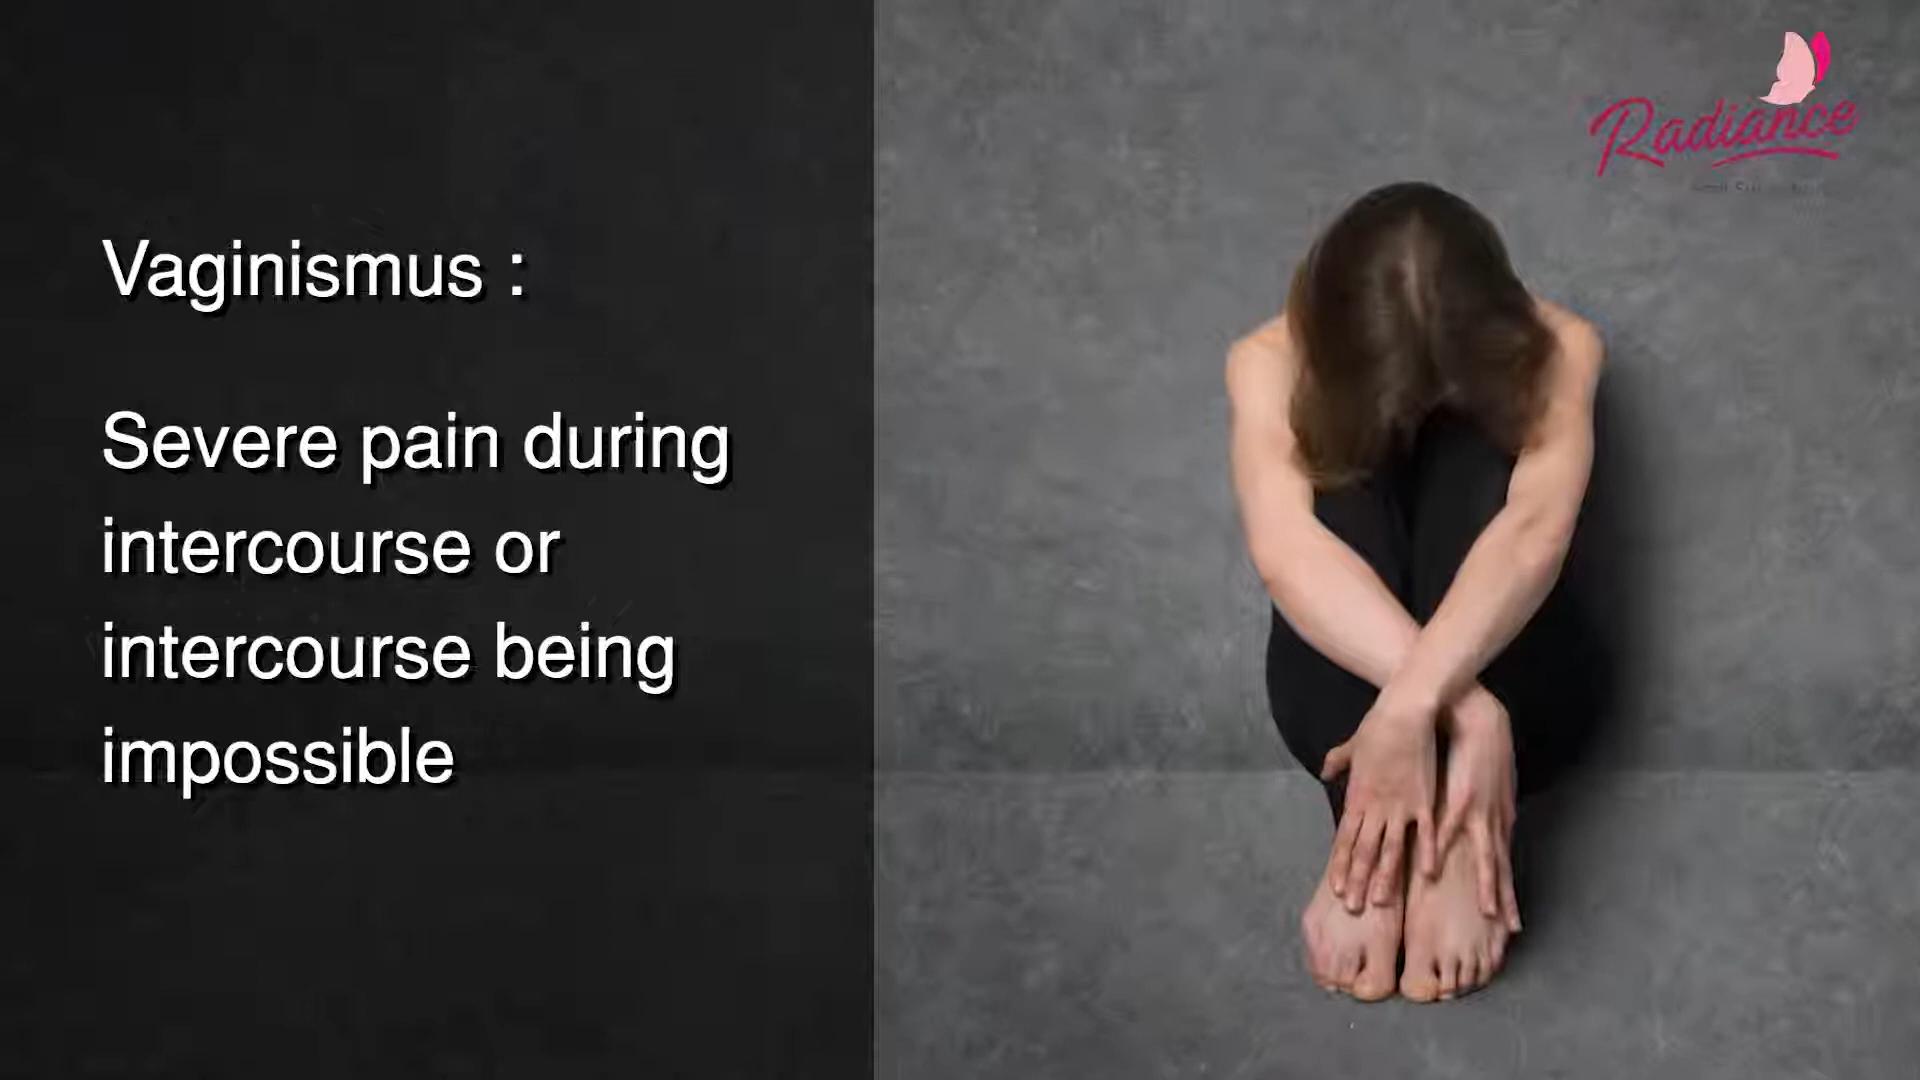 Radiance
Vaginismus :
Severe pain during
intercourse or
intercourse being
impossible